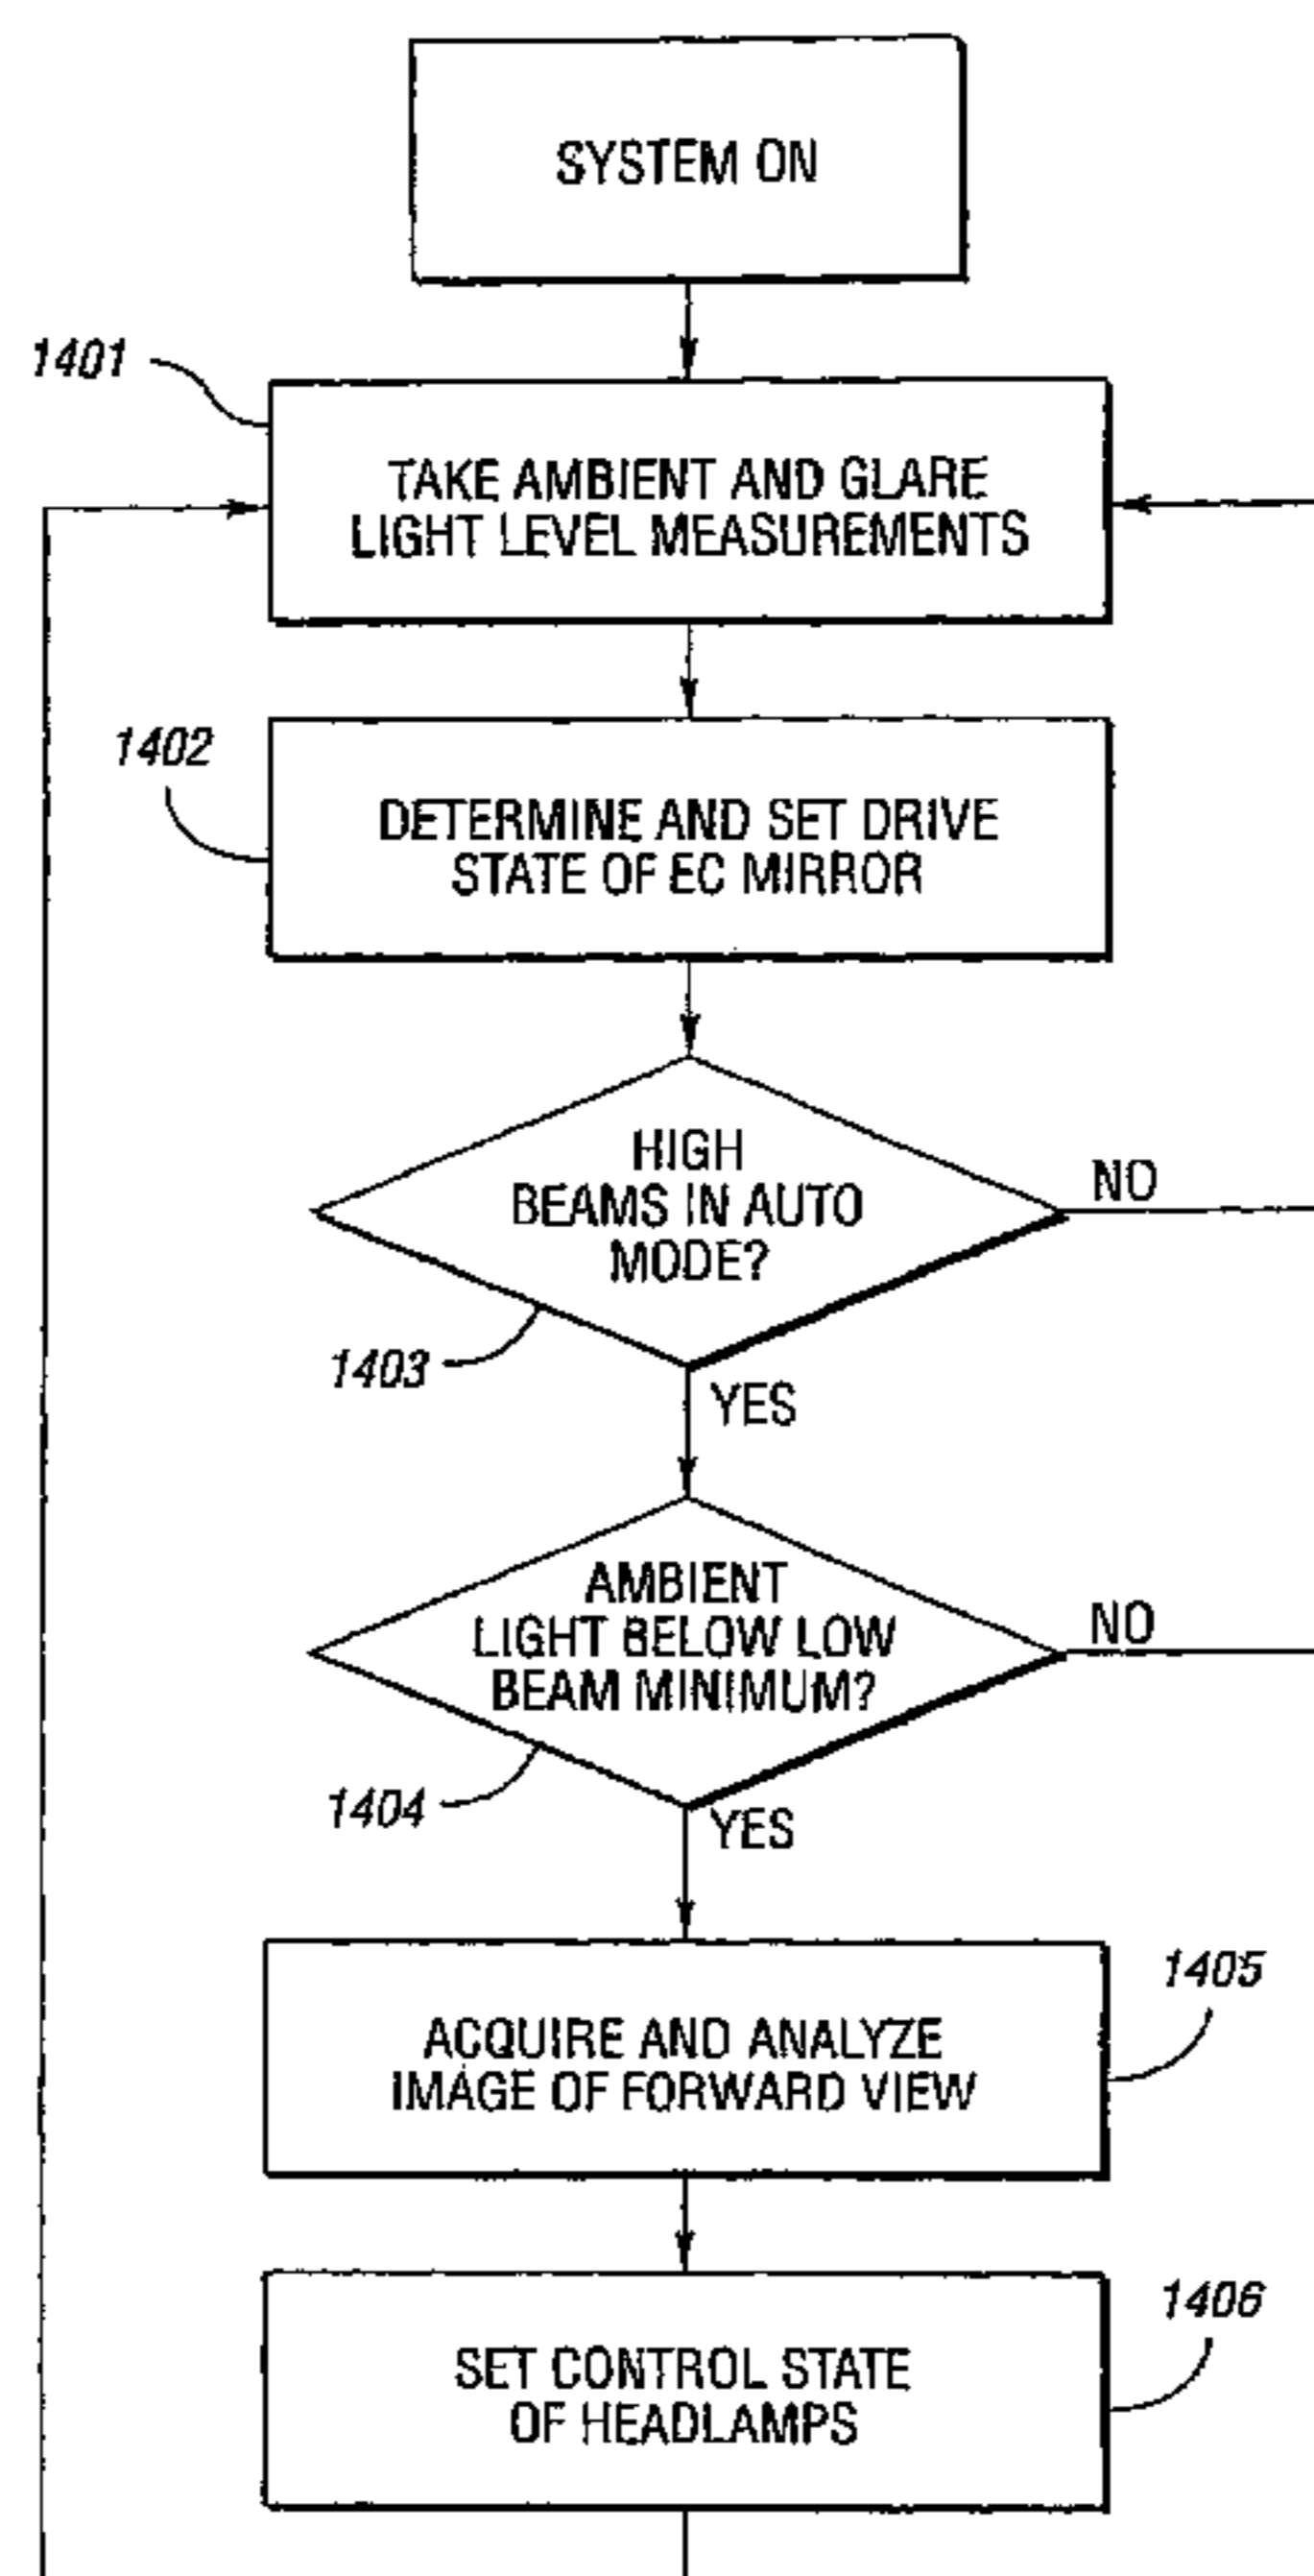 SYSTEM ON
1401
TAKE AMBIENT AND GLARE
LIGHT LEVEL MEASUREMENTS
1402
DETERMINE AND SET DRIVE
STATE OF EC MIRROR
HIGH
BEAMS IN AUTO
MODE?
NO
1403
YES
AMBIENT
LIGHT BELOW LOW
BEAM MINIMUM?
NO
1404
YES
1405
ACQUIRE AND ANALYZE
IMAGE OF FORWARD VIEW
1406
SET CONTROL STATE
OF HEADLAMPS